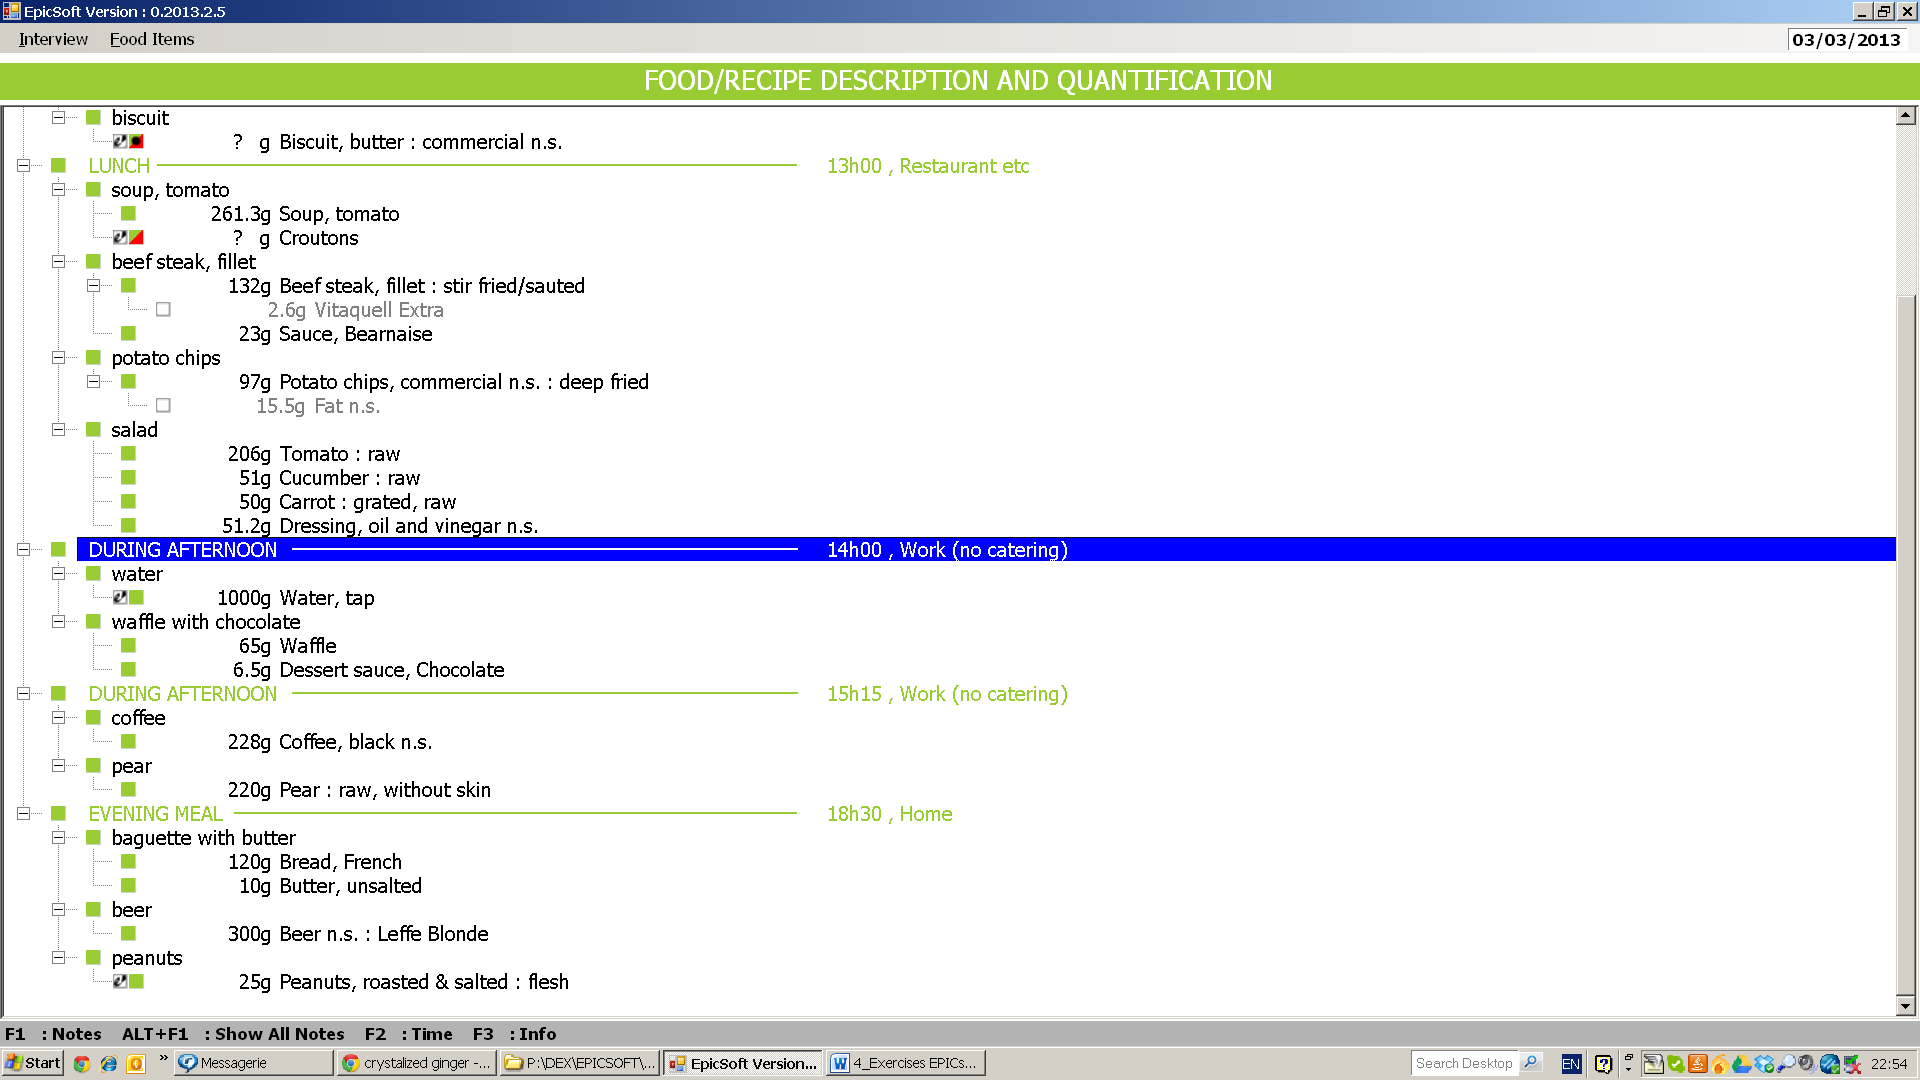 EpicSoft Version : 0.2013.2.5
Interview Food Items 03/03/2013
FOOD/RECIPE DESCRIPTION AND QUANTIFICATION
biscuit
? g Biscuit, butter : commercial n.s.
LUNCH 13h00 , Restaurant etc
soup, tomato
261.3g Soup, tomato
? g Croutons
beef steak, fillet
132g Beef steak, fillet : stir fried/sauted
2.6g Vitaquell Extra
23g Sauce, Bearnaise
potato chips
97g Potato chips, commercial n.s. : deep fried
15.5g Fat n.s.
salad
206g Tomato : raw
51g Cucumber : raw
50g Carrot : grated, raw
51.2g Dressing, oil and vinegar n.s.
DURING AFTERNOON 14h00 , Work (no catering)
water
1000g Water, tap
waffle with chocolate
65g Waffle
6.5g Dessert sauce, Chocolate
DURING AFTERNOON 15h15 , Work (no catering)
coffee
228g Coffee, black n.s.
pear
220g Pear : raw, without skin
EVENING MEAL 18h30 , Home
baguette with butter
120g Bread, French
10g Butter, unsalted
beer
300g Beer n.s. : Leffe Blonde
peanuts
25g Peanuts, roasted & salted : flesh
F1 : Notes ALT+F1 : Show All Notes F2 : Time F3 : Info
Start » Messagerie crystalized ginger -... P:\DEX\EPICSOFT\... EpicSoft Version... 4_Exercises EPICs... Search Desktop EN 22:54